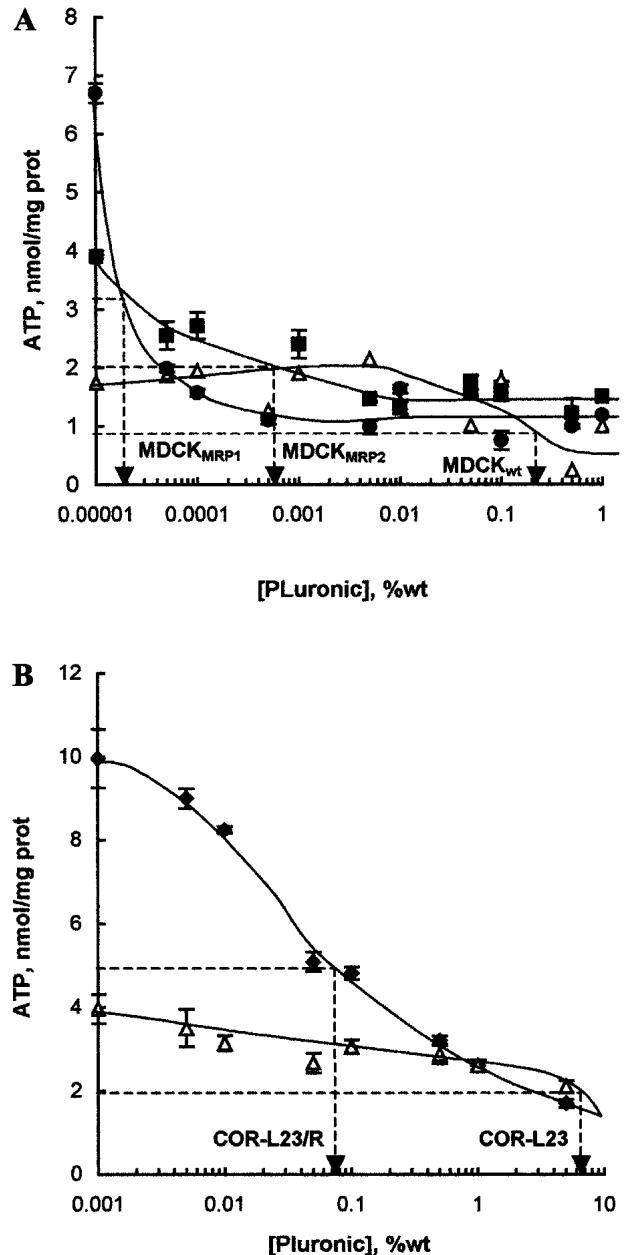 A
8
7
6
5
4
3
2
1
0
ATP, nmol/mg prot
MDCKMRP1
MDCKMRP2
MDCKwt
0.00001
0.0001
0.001
0.01
0.1
1
[PLuronic], %wt
B
12
10
8
6
4
2
0
ATP, nmol/mg prot
COR-L23/R
COR-L23
0.001
0.01
0.1
1
10
[Pluronic], %wt